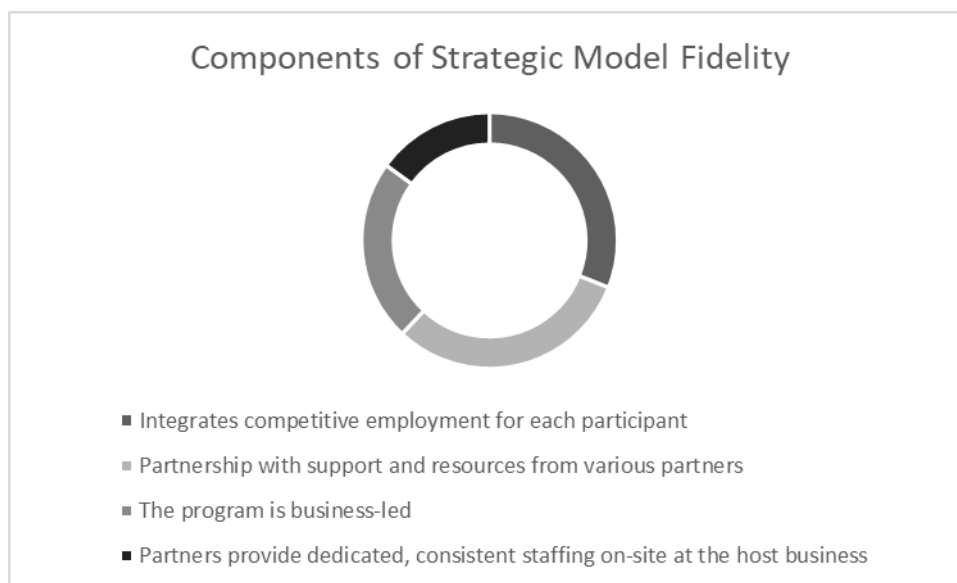 Components of Strategic Model Fidelity
Integrates competitive employment for each participant
Partnership with support and resources from various partners
The program is business-led
Partners provide dedicated, consistent staffing on-site at the host business